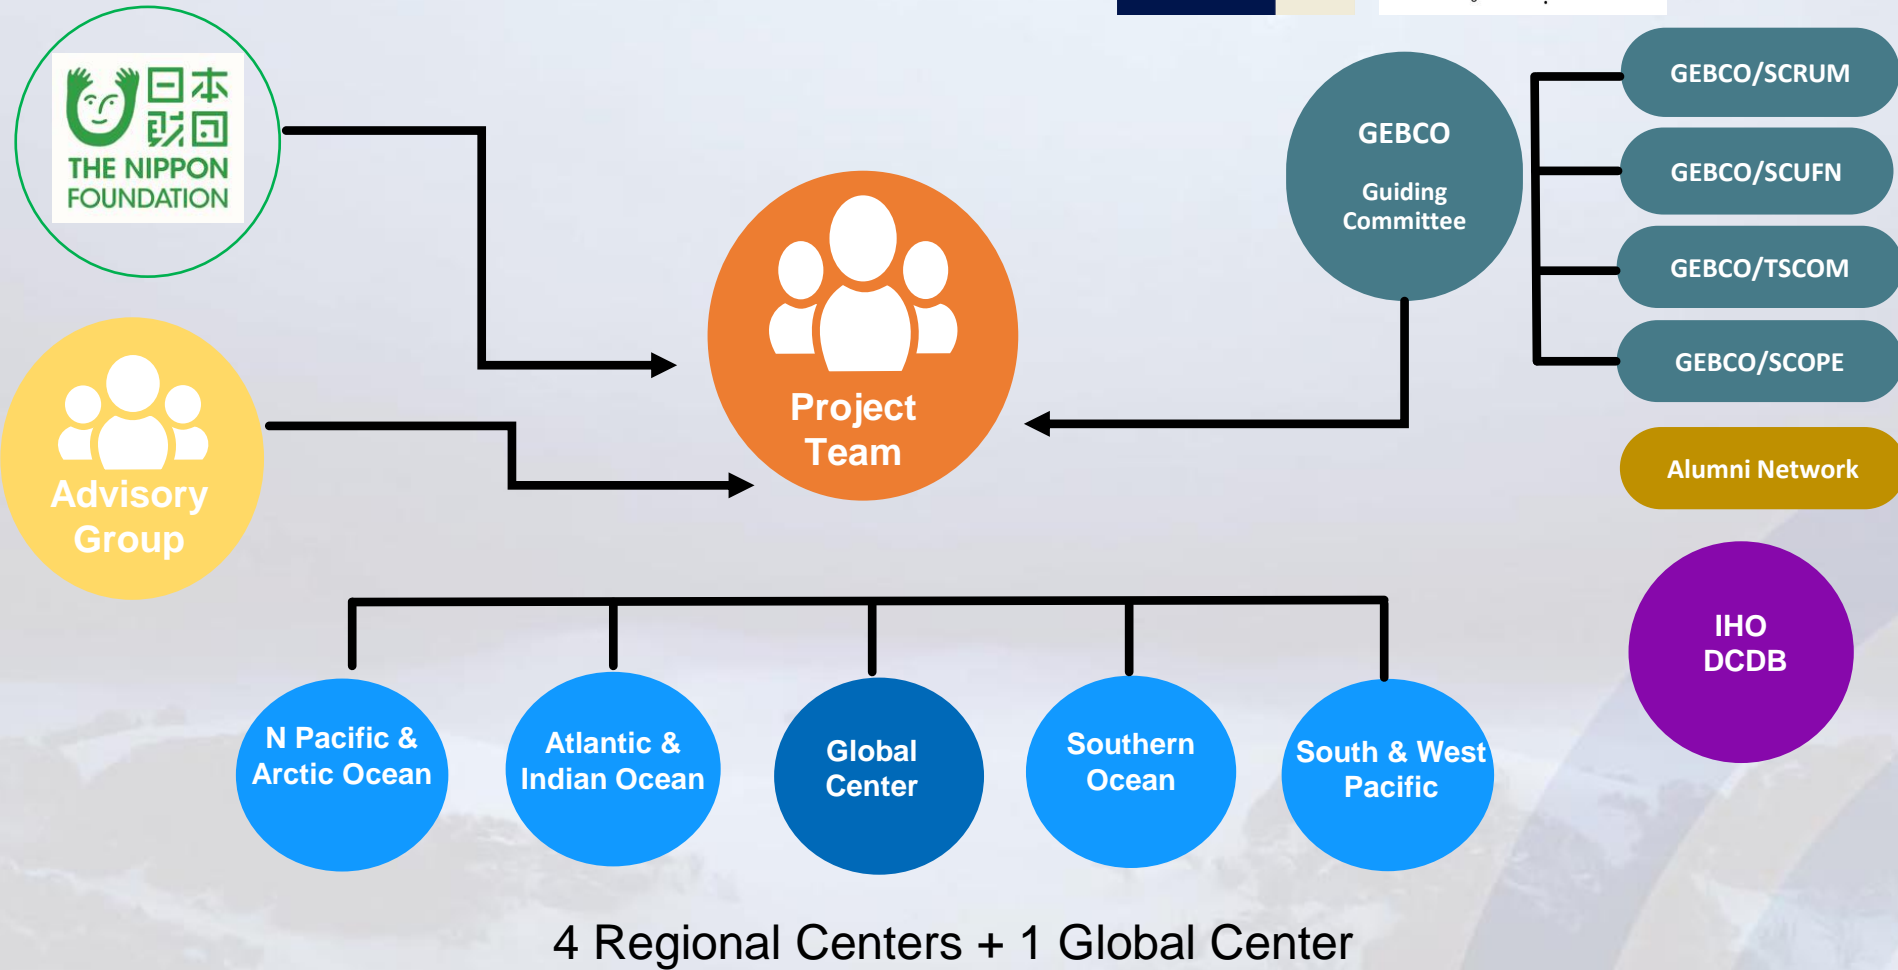 日本
財団
THE NIPPON
FOUNDATION
Advisory
Group
Project
Team
GEBCO
Guiding
Committee
GEBCO/SCRUM
GEBCO/SCUFN
GEBCO/TSCOM
GEBCO/SCOPE
Alumni Network
IHO
DCDB
N Pacific &
Arctic Ocean
Atlantic &
Indian Ocean
Global
Center
Southern
Ocean
South & West
Pacific
4 Regional Centers + 1 Global Center